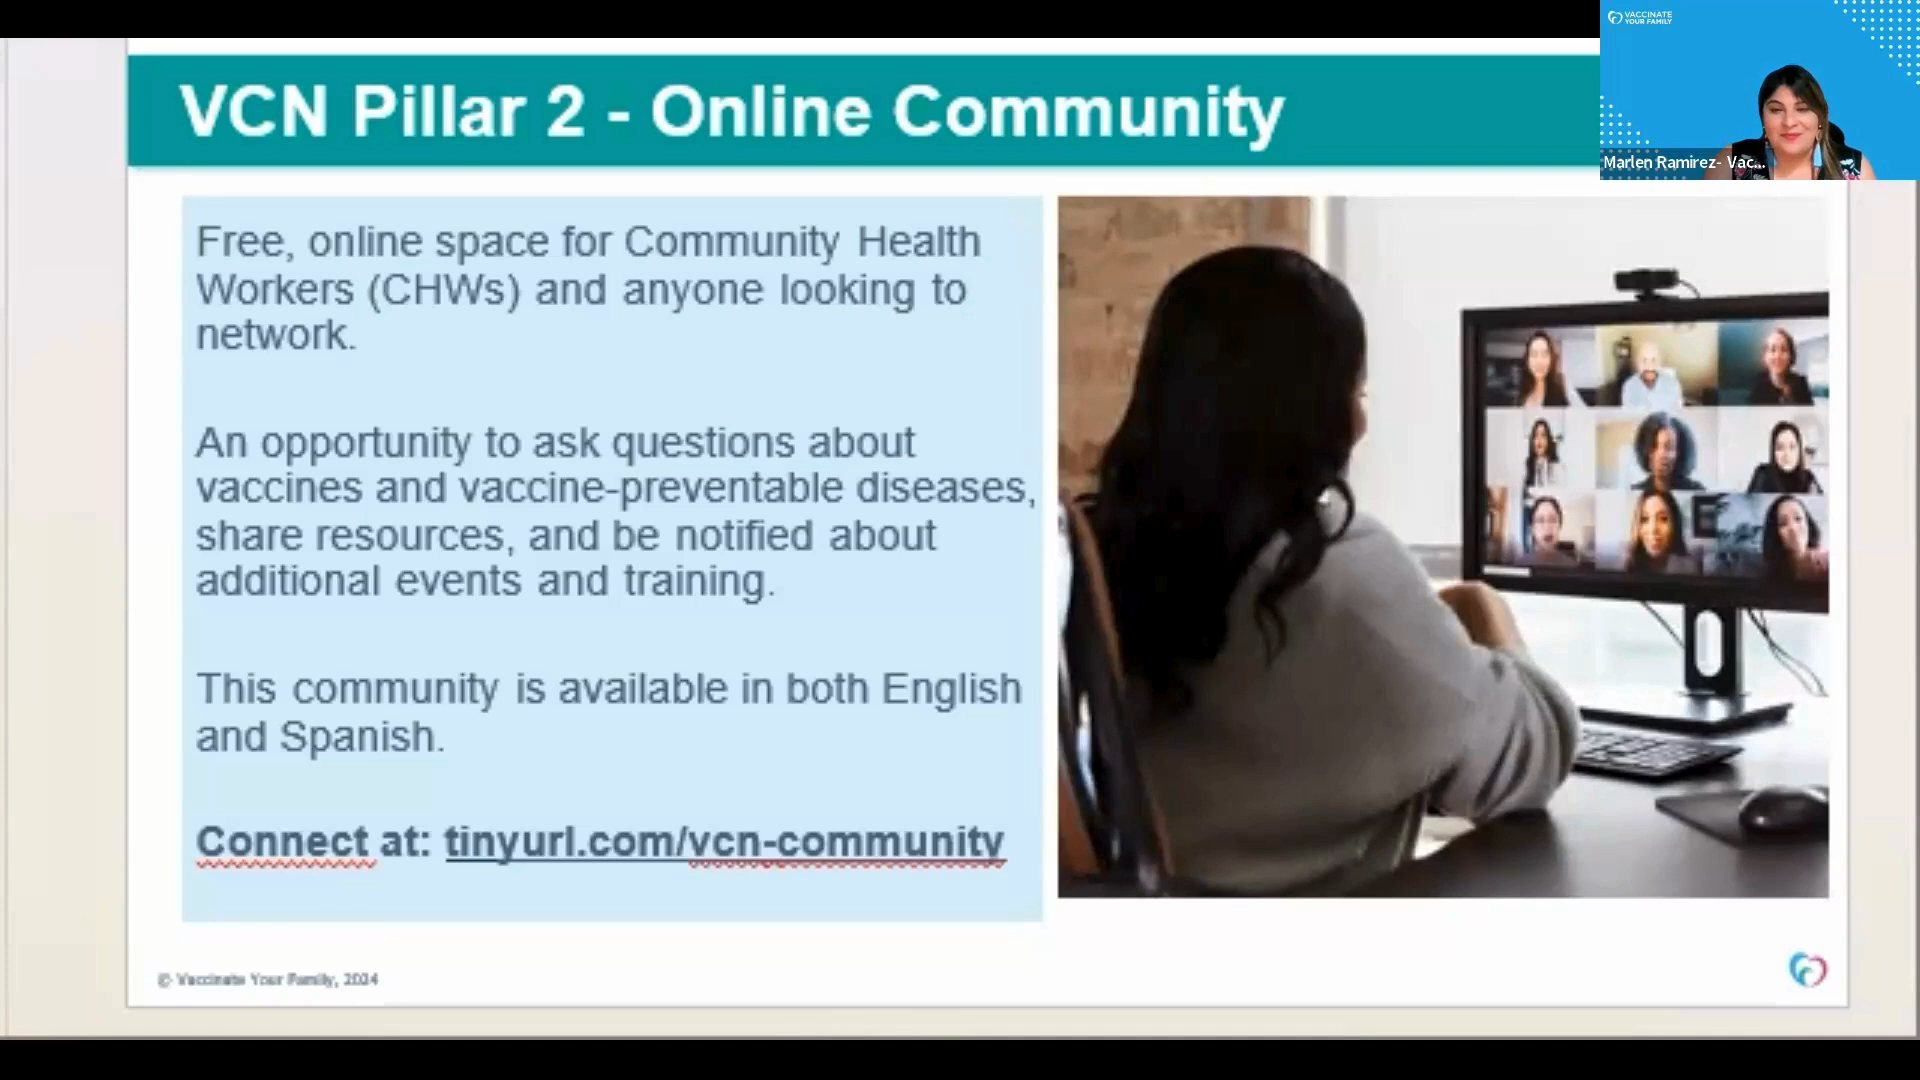 VACCINATE
YOUR FAMILY
VCN Pillar 2 - Online Community
Marlen Ramirez- Vac...
Free, online space for Community Health
Workers (CHWs) and anyone looking to
network.
An opportunity to ask questions about
vaccines and vaccine-preventable diseases,
share resources, and be notified about
additional events and training.
This community is available in both English
and Spanish.
Connect at: tinyurl.com/vcn-community
© Vaccinate Your Family, 2024